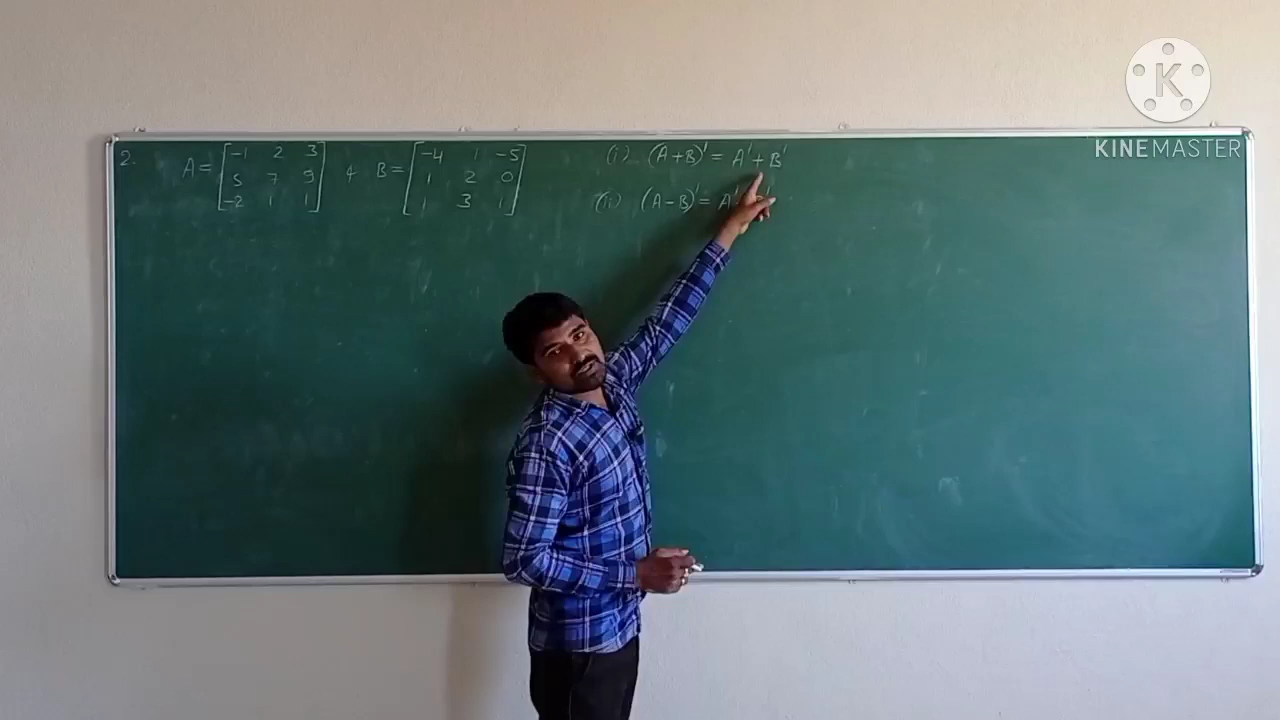 2. A = [ -1 2 3 & B = [ -4 1 -5 (i) (A+B)' = A' + B'
5 7 9 1 2 0
-2 1 1 ] 1 3 1 ] (ii) (A-B)' = A' '
K
KINEMASTER